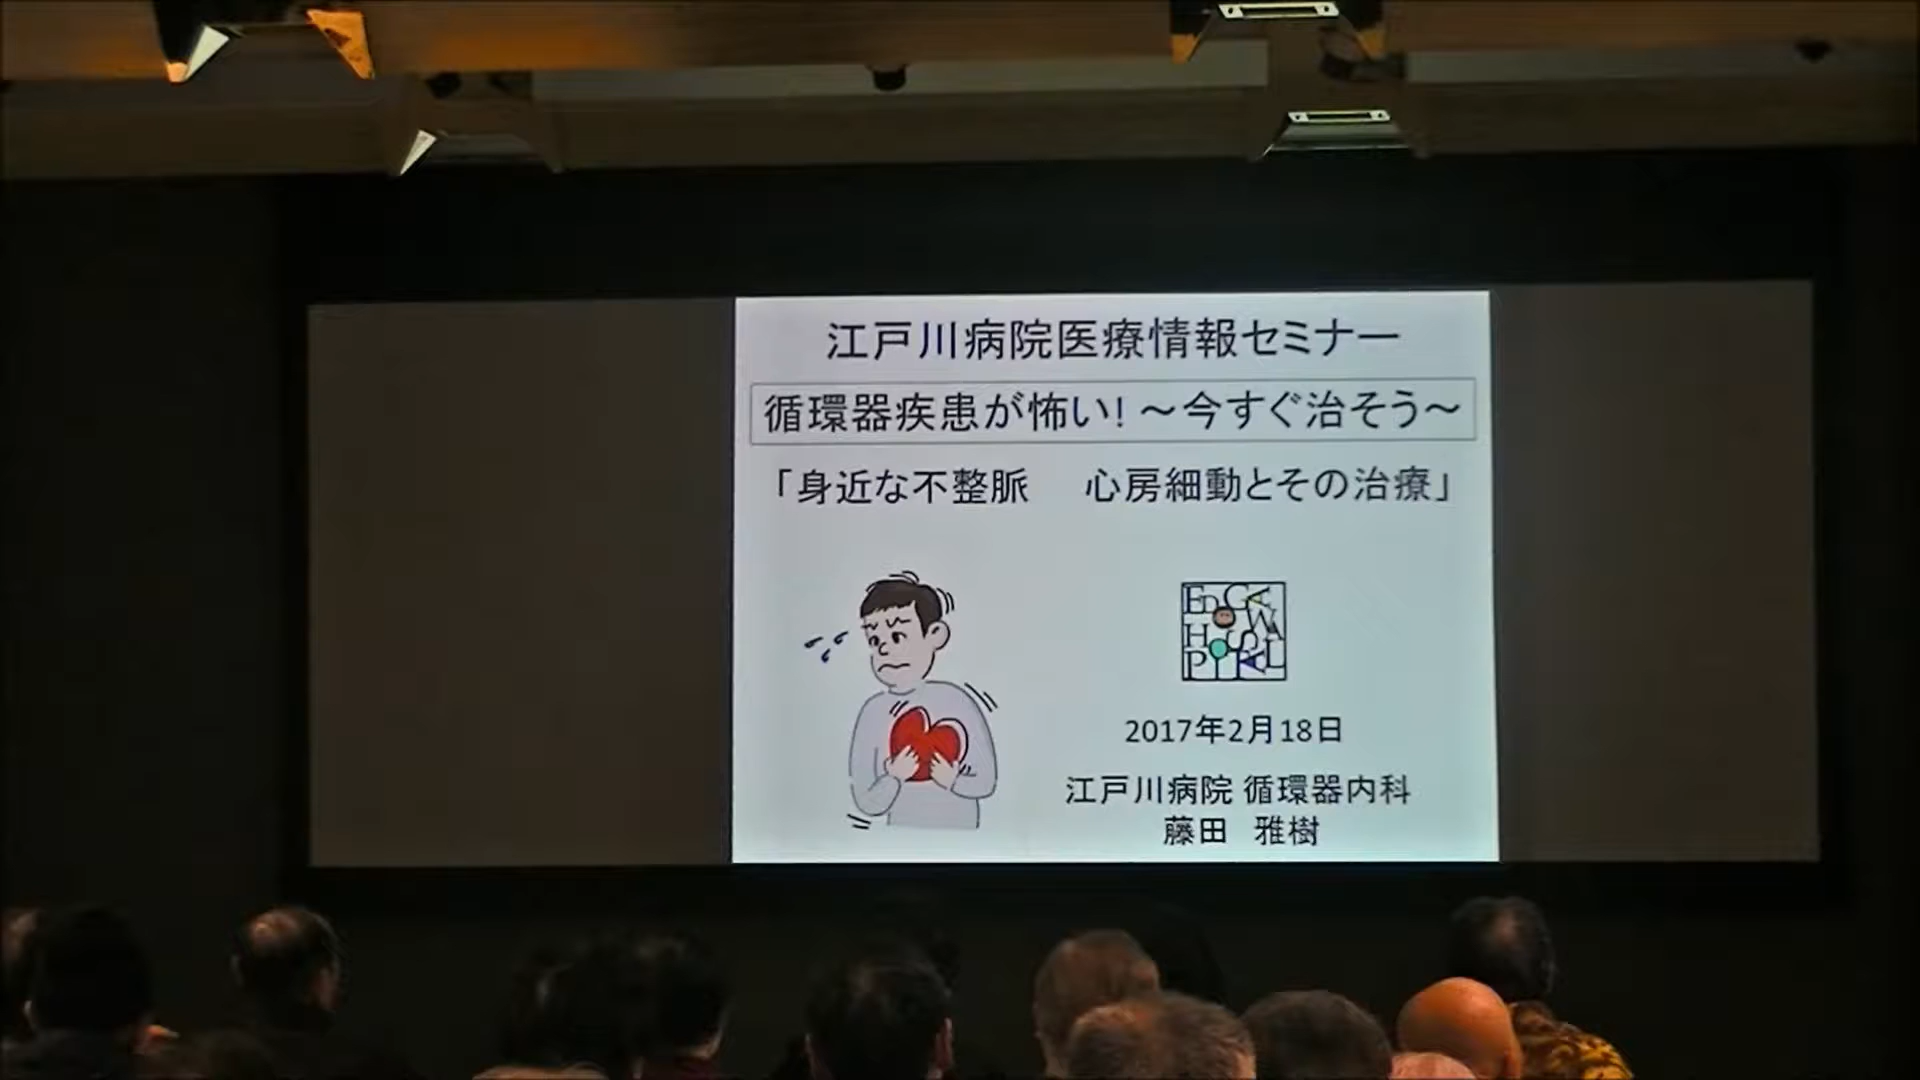 江戸川病院医療情報セミナー
循環器疾患が怖い! ～今すぐ治そう～
「身近な不整脈　心房細動とその治療」
EDOGAWA
HOSPITAL
2017年2月18日
江戸川病院 循環器内科
藤田　雅樹